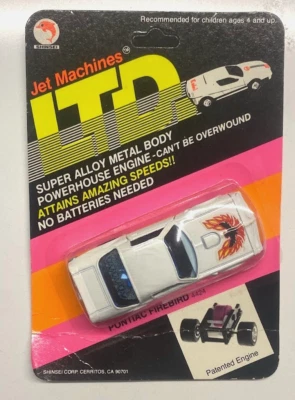 Recommended for children ages 4 and up.
SHINSEI
Jet Machines TM
LTD.
SUPER ALLOY METAL BODY
POWERHOUSE ENGINE-CAN'T BE OVERWOUND
ATTAINS AMAZING SPEEDS!!
NO BATTERIES NEEDED
PONTIAC FIREBIRD
Patented Engine
SHINSEI CORP. CERRITOS, CA 90701